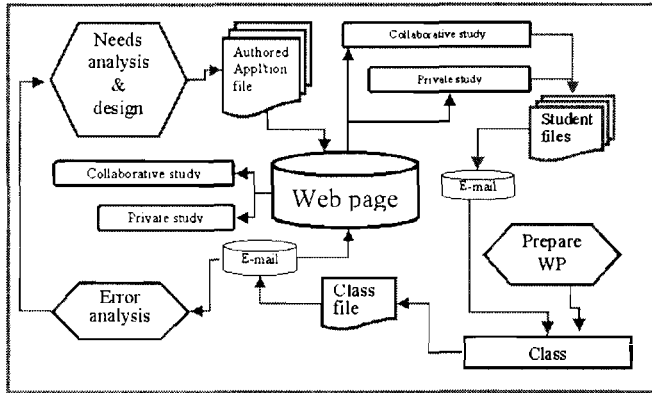 Needs
analysis
&
design
Authored
Appltion
file
Collaborative study
Private study
Student
files
Collaborative study
Web page
E-mail
Private study
Prepare
WP
E-mail
Error
analysis
Class
file
Class